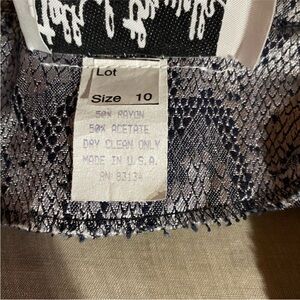 Lot
Size 10
50% RAYON
50% ACETATE
DRY CLEAN ONLY
MADE IN U.S.A.
RN 83134